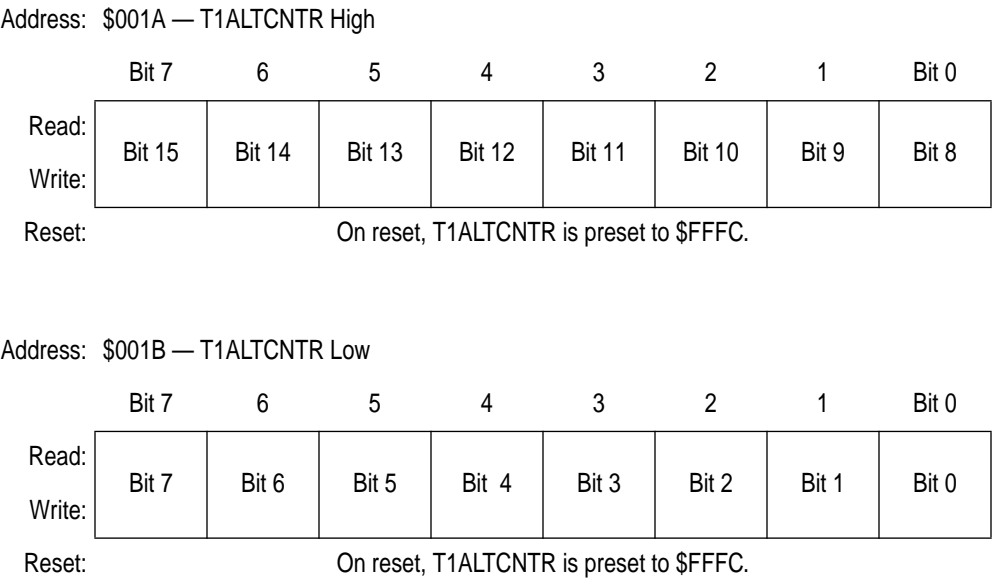 Address: $001A — T1ALTCNTR High
Bit 7 6 5 4 3 2 1 Bit 0
Read:
Bit 15 Bit 14 Bit 13 Bit 12 Bit 11 Bit 10 Bit 9 Bit 8
Write:
Reset: On reset, T1ALTCNTR is preset to $FFFC.
Address: $001B — T1ALTCNTR Low
Bit 7 6 5 4 3 2 1 Bit 0
Read:
Bit 7 Bit 6 Bit 5 Bit 4 Bit 3 Bit 2 Bit 1 Bit 0
Write:
Reset: On reset, T1ALTCNTR is preset to $FFFC.